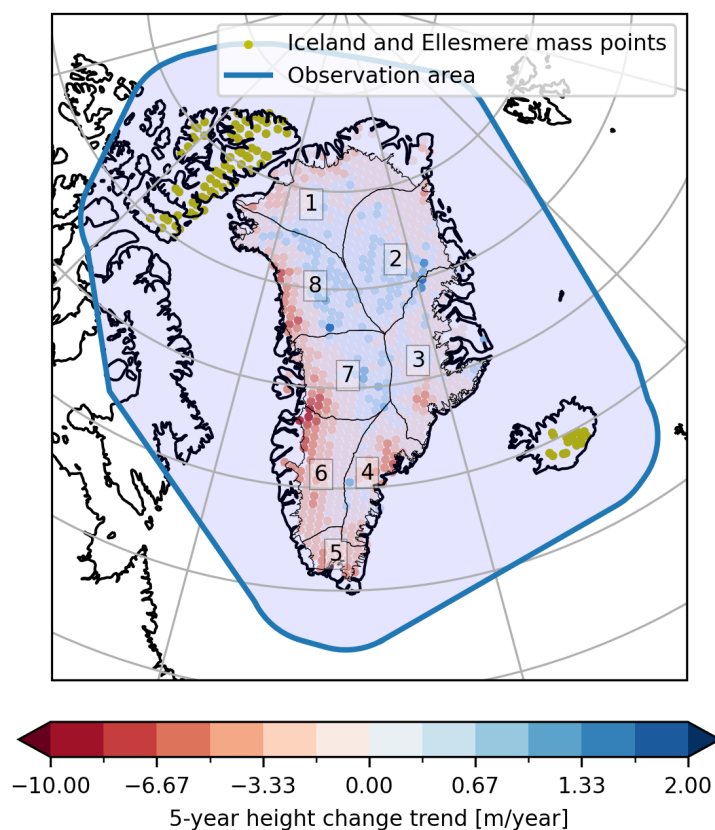 Iceland and Ellesmere mass points
Observation area
1
2
8
3
7
6
4
5
−10.00 −6.67 −3.33 0.00 0.67 1.33 2.00
5-year height change trend [m/year]